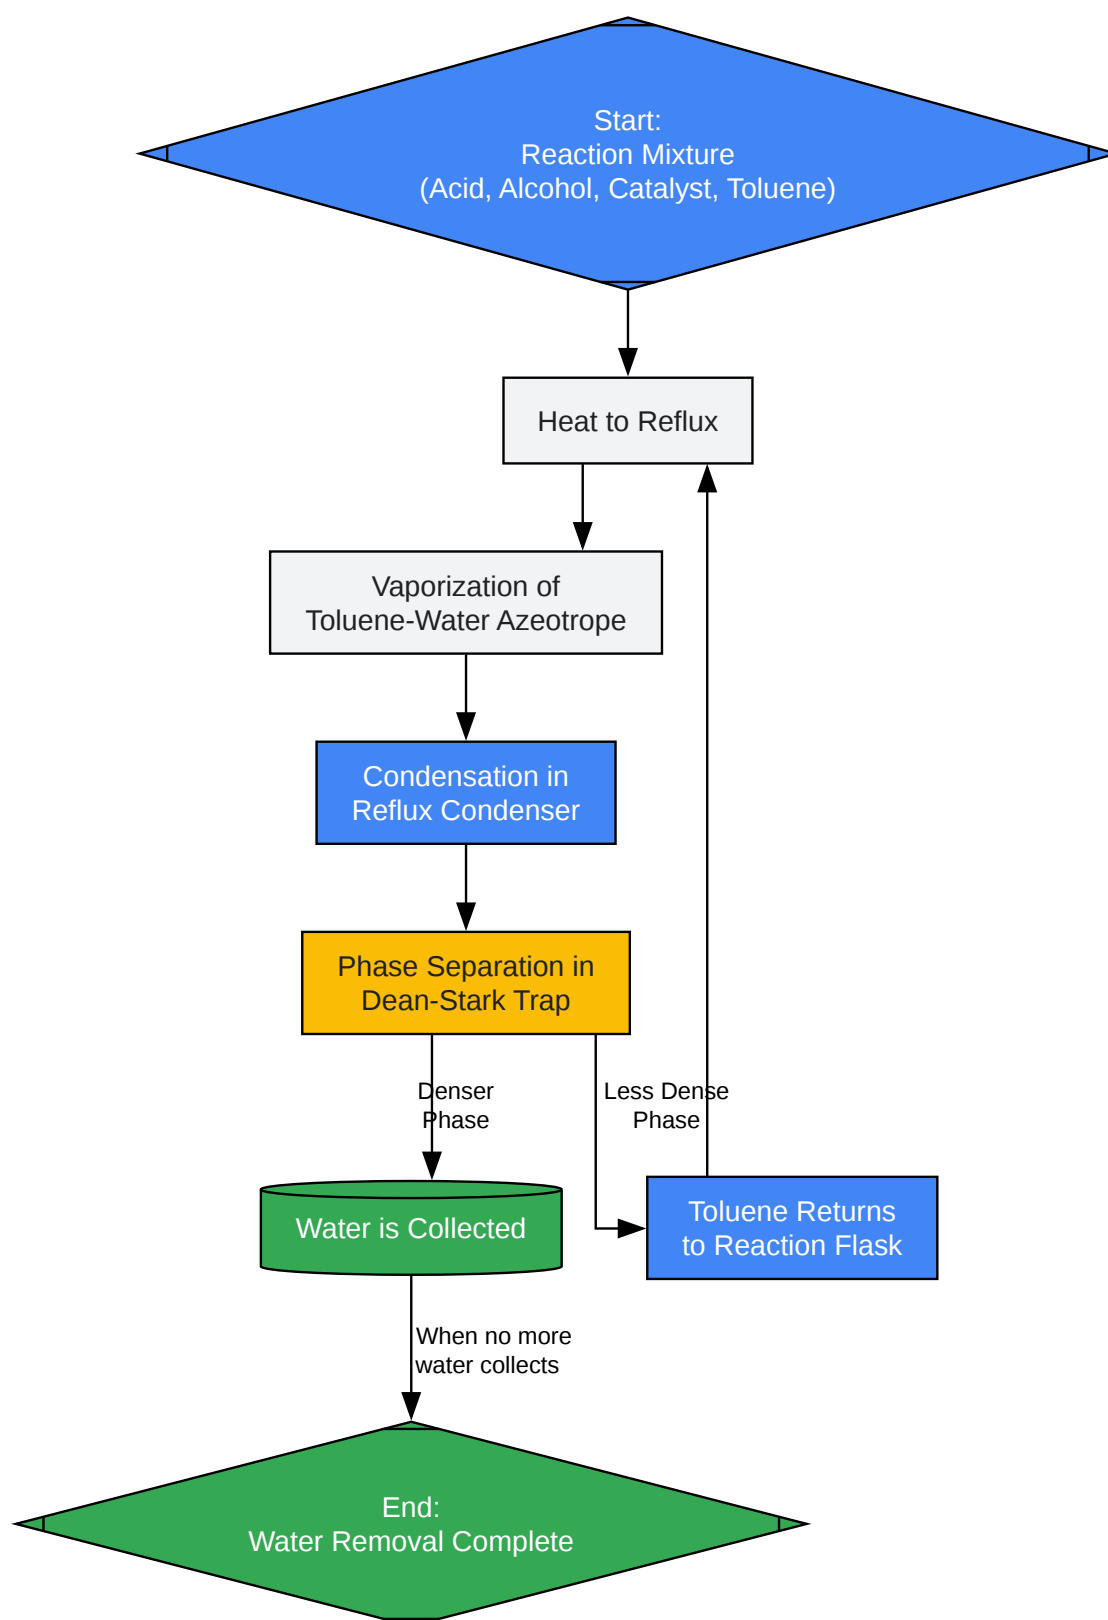 Start:
Reaction Mixture
(Acid, Alcohol, Catalyst, Toluene)
Heat to Reflux
Vaporization of
Toluene-Water Azeotrope
Condensation in
Reflux Condenser
Phase Separation in
Dean-Stark Trap
Denser
Phase
Less Dense
Phase
Water is Collected
Toluene Returns
to Reaction Flask
When no more
water collects
End:
Water Removal Complete